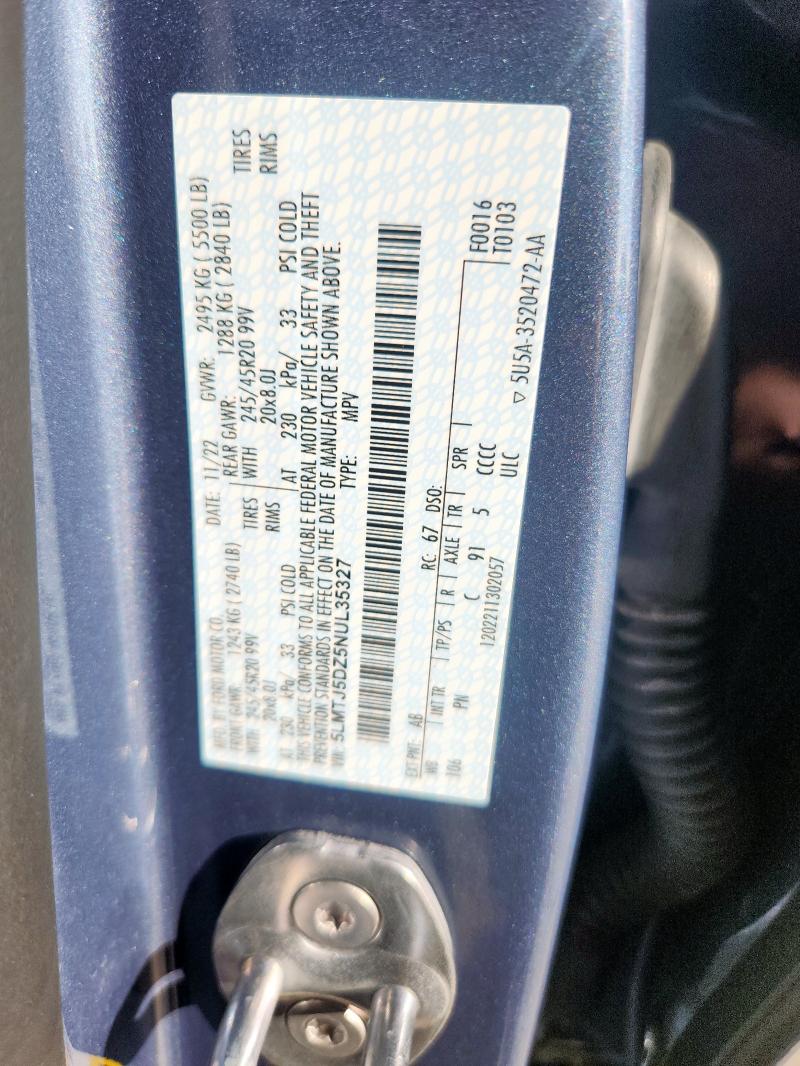 MFD. BY FORD MOTOR CO.
DATE: 11/22 GVWR: 2495 KG ( 5500 LB)
FRONT GAWR: 1243 KG ( 2740 LB) REAR GAWR: 1288 KG ( 2840 LB)
WITH 245/45R20 99V TIRES WITH 245/45R20 99V TIRES
20x8.0J RIMS 20x8.0J RIMS
AT 230 kPa/ 33 PSI COLD AT 230 kPa/ 33 PSI COLD
THIS VEHICLE CONFORMS TO ALL APPLICABLE FEDERAL MOTOR VEHICLE SAFETY AND THEFT
PREVENTION STANDARDS IN EFFECT ON THE DATE OF MANUFACTURE SHOWN ABOVE.
VIN: 5LMTJ5DZ5NUL35327 TYPE: MPV
EXT PNT: RC: 67 DSO: F0016
WB INT TR TP/PS R AXLE TR SPR T0103
106 PN C 91 5 CCCC
1202211302057 ULC ▽ 5U5A-3520472-AA